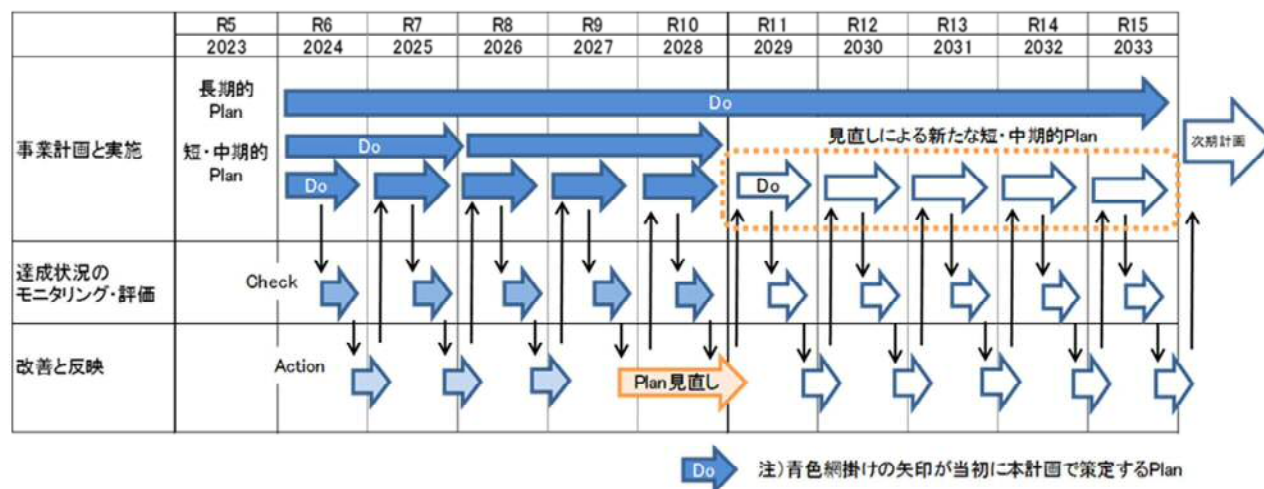 R5 R6 R7 R8 R9 R10 R11 R12 R13 R14 R15
2023 2024 2025 2026 2027 2028 2029 2030 2031 2032 2033
事業計画と実施
長期的
Plan
Do
短・中期的
Plan
Do
Do
見直しによる新たな短・中期的Plan
Do
次期計画
達成状況の
モニタリング・評価
Check
改善と反映
Action
Plan見直し
Do 注)青色網掛けの矢印が当初に本計画で策定するPlan